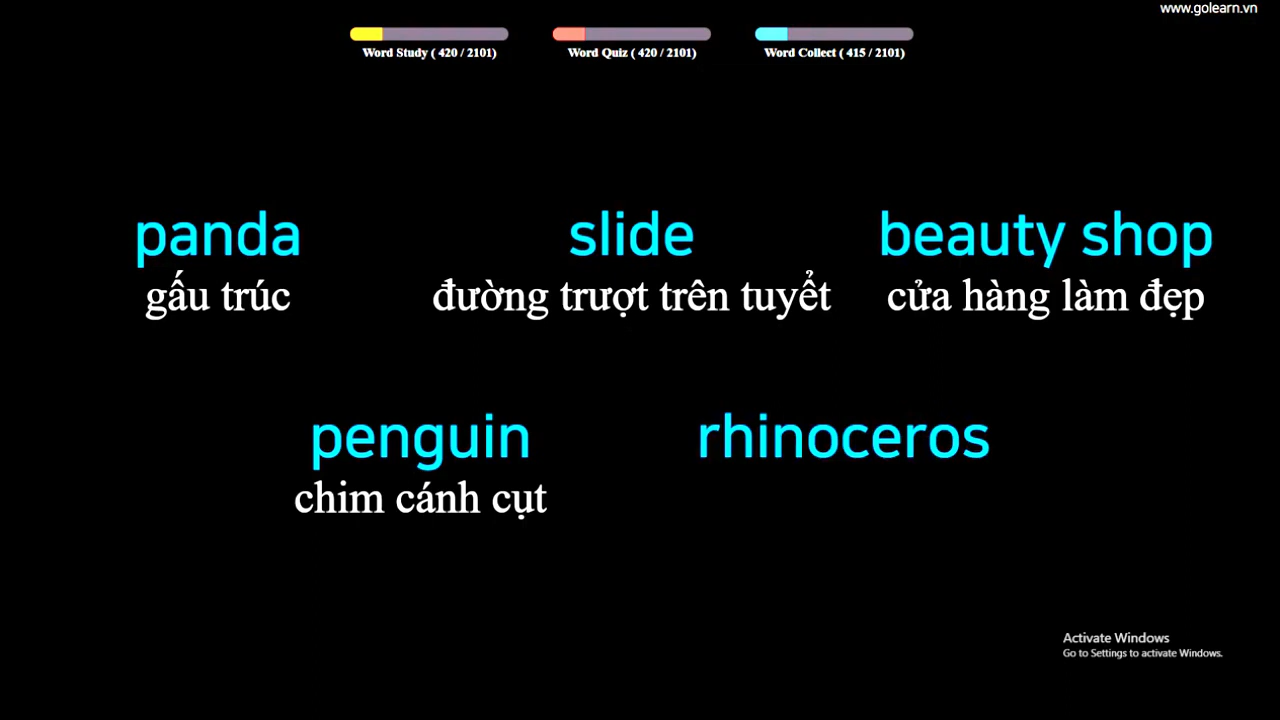 www.golearn.vn
Word Study ( 420 / 2101)
Word Quiz ( 420 / 2101)
Word Collect ( 415 / 2101)
panda
gấu trúc
slide
đường trượt trên tuyểt
beauty shop
cửa hàng làm đẹp
penguin
chim cánh cụt
rhinoceros
Activate Windows
Go to Settings to activate Windows.